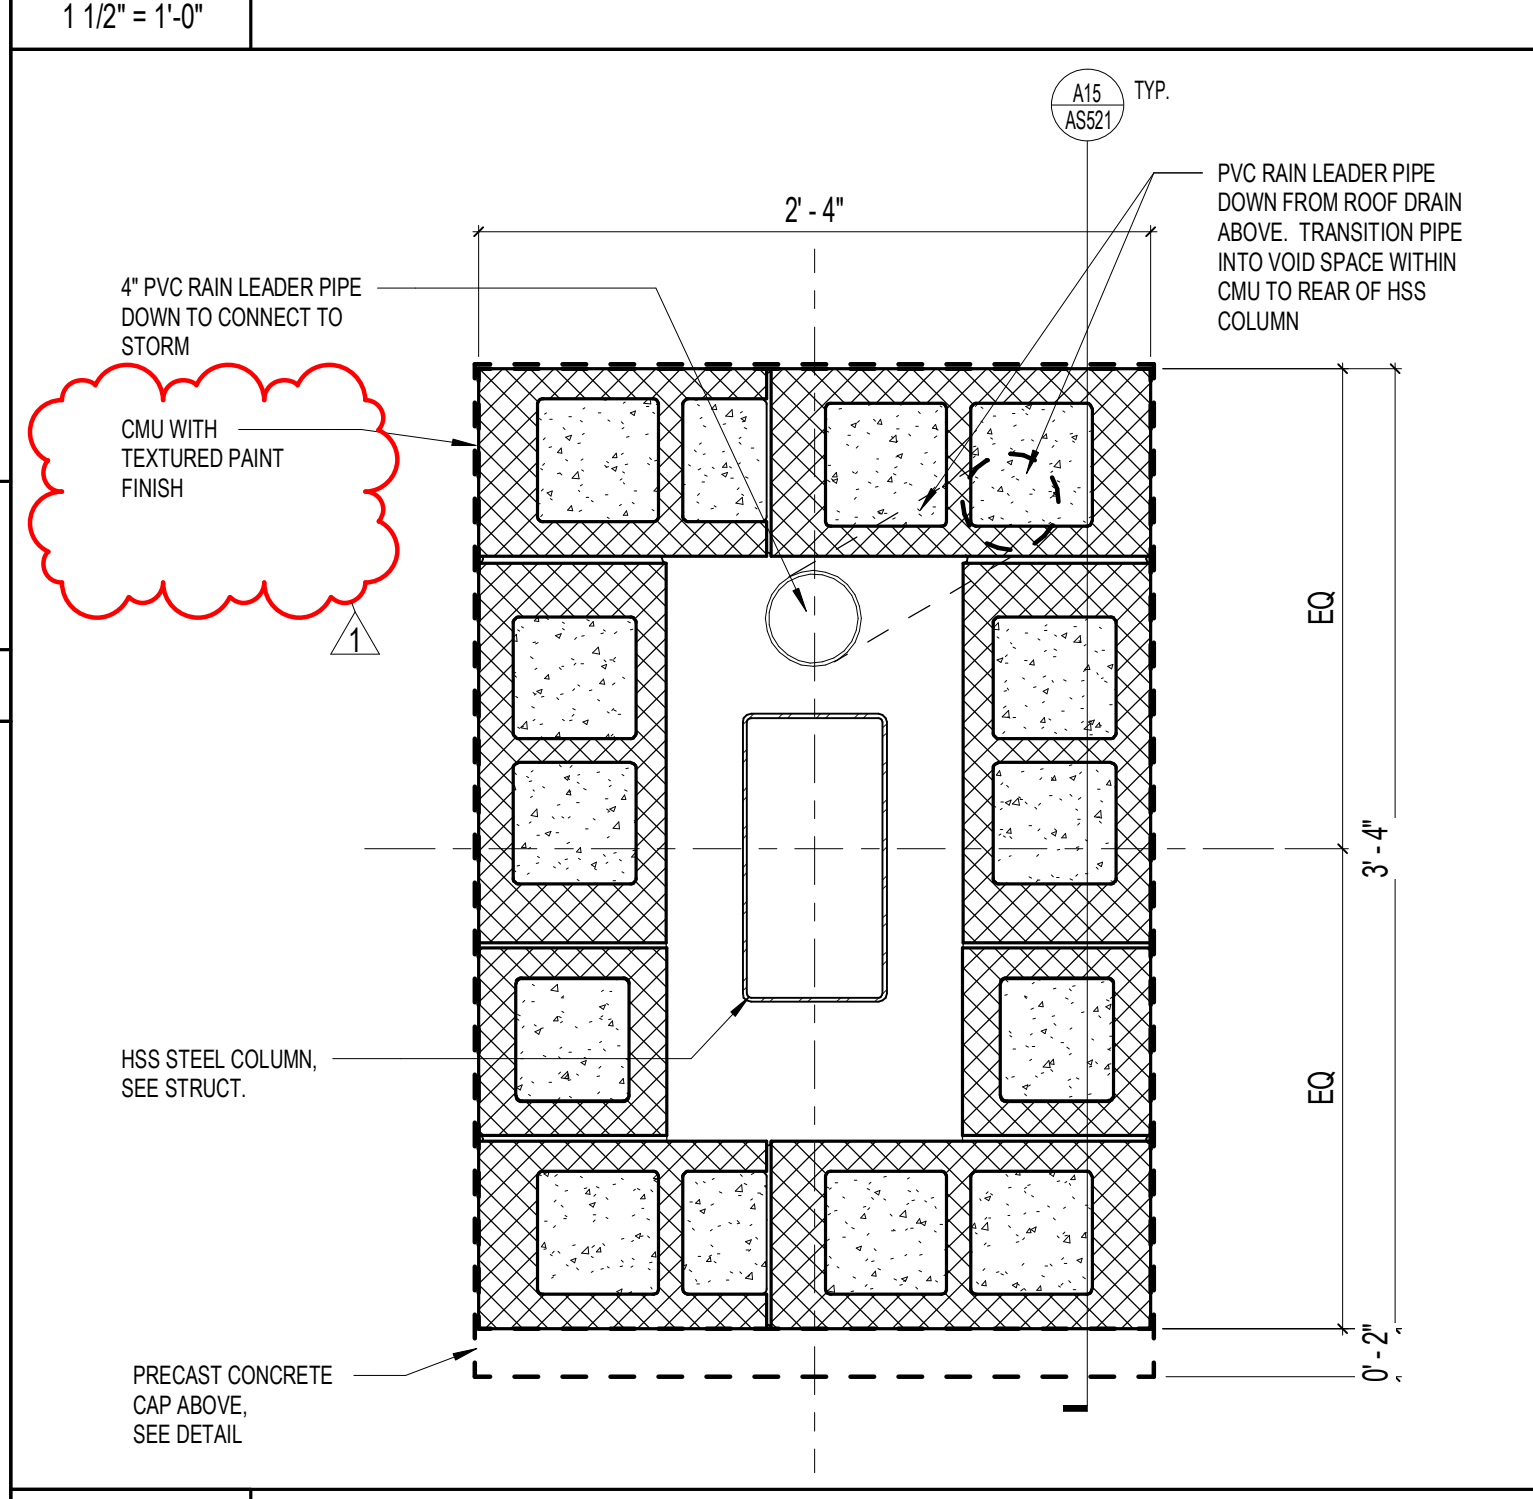 1 1/2" = 1'-0"
A15
AS521
TYP.
PVC RAIN LEADER PIPE
DOWN FROM ROOF DRAIN
ABOVE. TRANSITION PIPE
INTO VOID SPACE WITHIN
CMU TO REAR OF HSS
COLUMN
2' - 4"
4" PVC RAIN LEADER PIPE
DOWN TO CONNECT TO
STORM
CMU WITH
TEXTURED PAINT
FINISH
1
EQ
3' - 4"
EQ
HSS STEEL COLUMN,
SEE STRUCT.
0' - 2"
PRECAST CONCRETE
CAP ABOVE,
SEE DETAIL